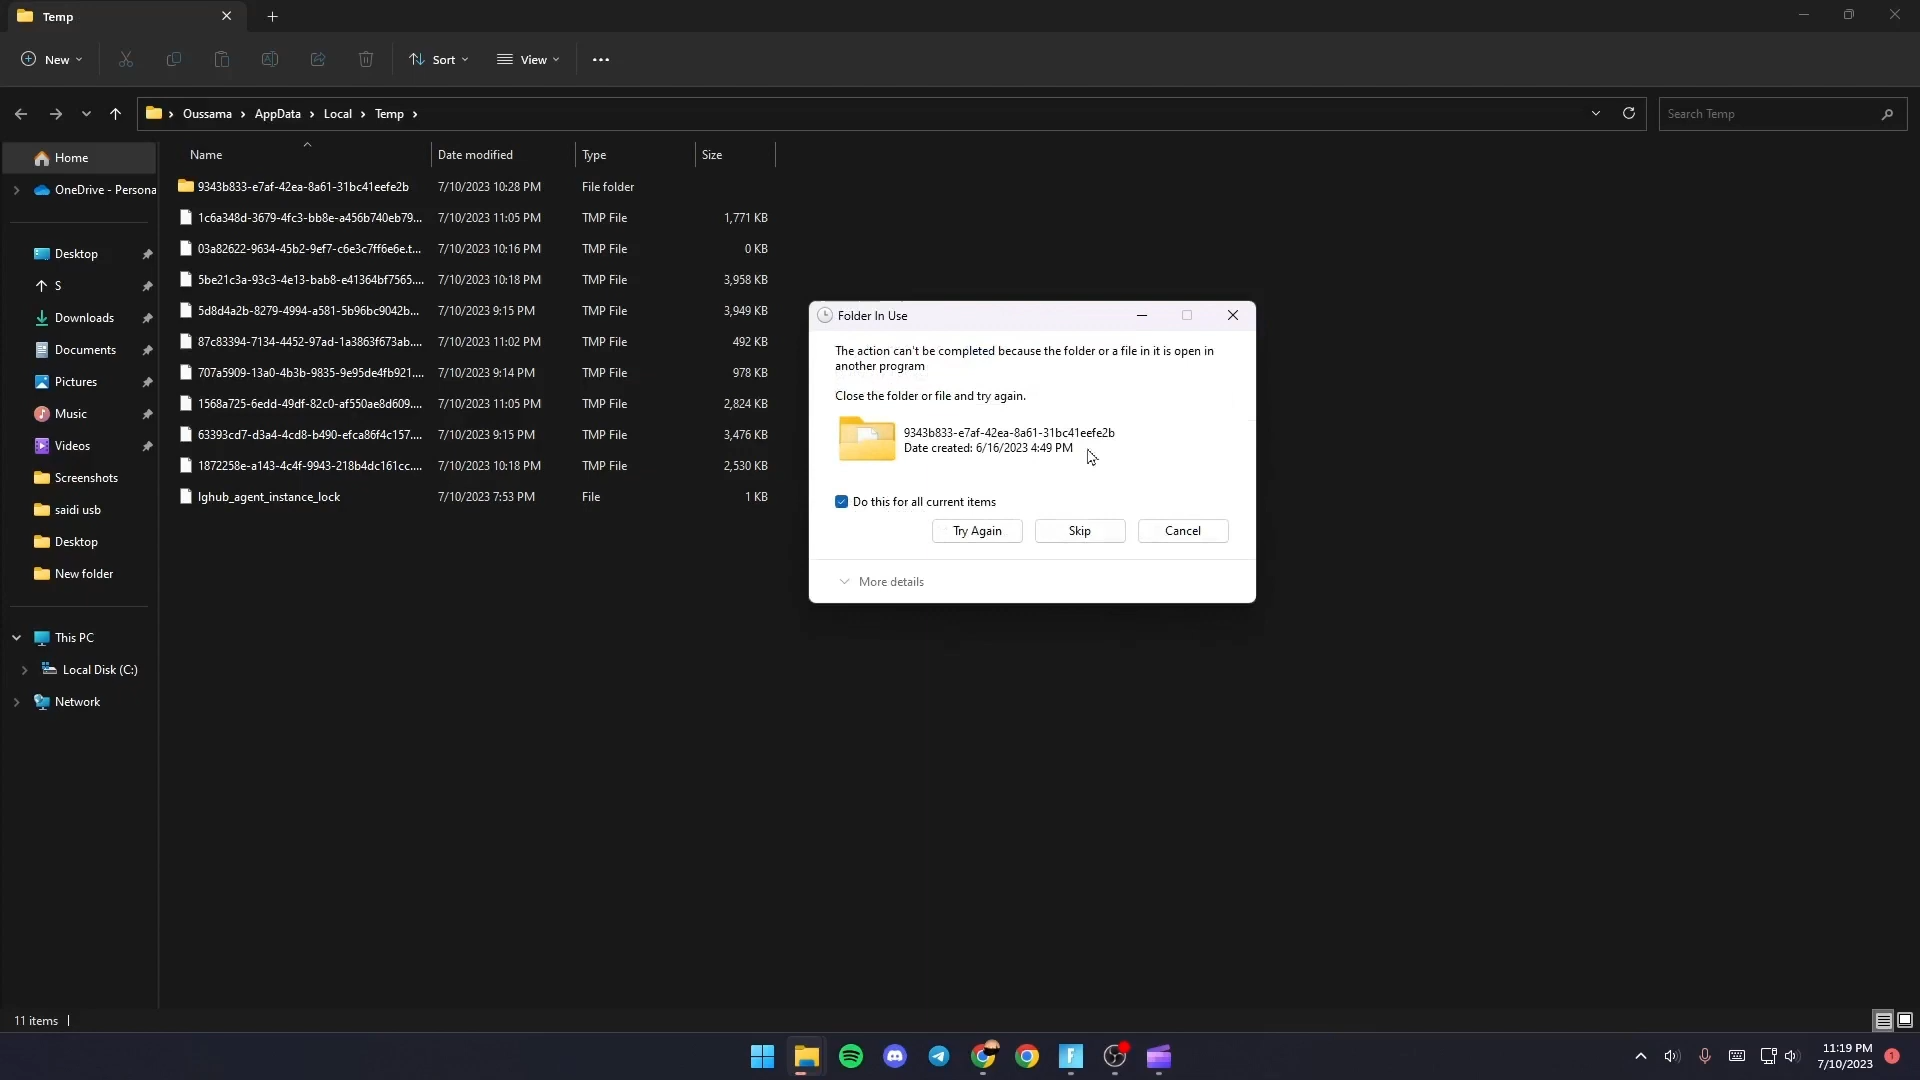 Temp
New
Sort
View
Oussama > AppData > Local > Temp >
Search Temp
Name
Date modified
Type
Size
Home
OneDrive - Persona
Desktop
S
Downloads
Documents
Pictures
Music
Videos
Screenshots
saidi usb
Desktop
New folder
This PC
Local Disk (C:)
Network
9343b833-e7af-42ea-8a61-31bc41eefe2b 7/10/2023 10:28 PM File folder
1c6a348d-3679-4fc3-bb8e-a456b740eb79... 7/10/2023 11:05 PM TMP File 1,771 KB
03a82622-9634-45b2-9ef7-c6e3c7ff6e6e.t... 7/10/2023 10:16 PM TMP File 0 KB
5be21c3a-93c3-4e13-bab8-e41364bf7565.... 7/10/2023 10:18 PM TMP File 3,958 KB
5d8d4a2b-8279-4994-a581-5b96bc9042b... 7/10/2023 9:15 PM TMP File 3,949 KB
87c83394-7134-4452-97ad-1a3863f673ab.... 7/10/2023 11:02 PM TMP File 492 KB
707a5909-13a0-4b3b-9835-9e95de4fb921.... 7/10/2023 9:14 PM TMP File 978 KB
1568a725-6edd-49df-82c0-af550ae8d609.... 7/10/2023 11:05 PM TMP File 2,824 KB
63393cd7-d3a4-4cd8-b490-efca86f4c157.... 7/10/2023 9:15 PM TMP File 3,476 KB
1872258e-a143-4c4f-9943-218b4dc161cc.... 7/10/2023 10:18 PM TMP File 2,530 KB
lghub_agent_instance_lock 7/10/2023 7:53 PM File 1 KB
Folder In Use
The action can't be completed because the folder or a file in it is open in
another program
Close the folder or file and try again.
9343b833-e7af-42ea-8a61-31bc41eefe2b
Date created: 6/16/2023 4:49 PM
Do this for all current items
Try Again
Skip
Cancel
More details
11 items
11:19 PM
7/10/2023
1